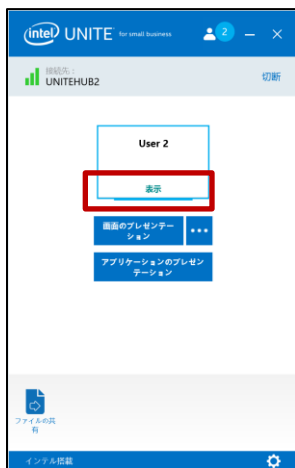 intel UNITE for small business 2
接続先 :
UNITEHUB2
切断
User 2
表示
画面のプレゼンテー
ション
アプリケーションのプレゼン
テーション
ファイルの共
有
インテル搭載